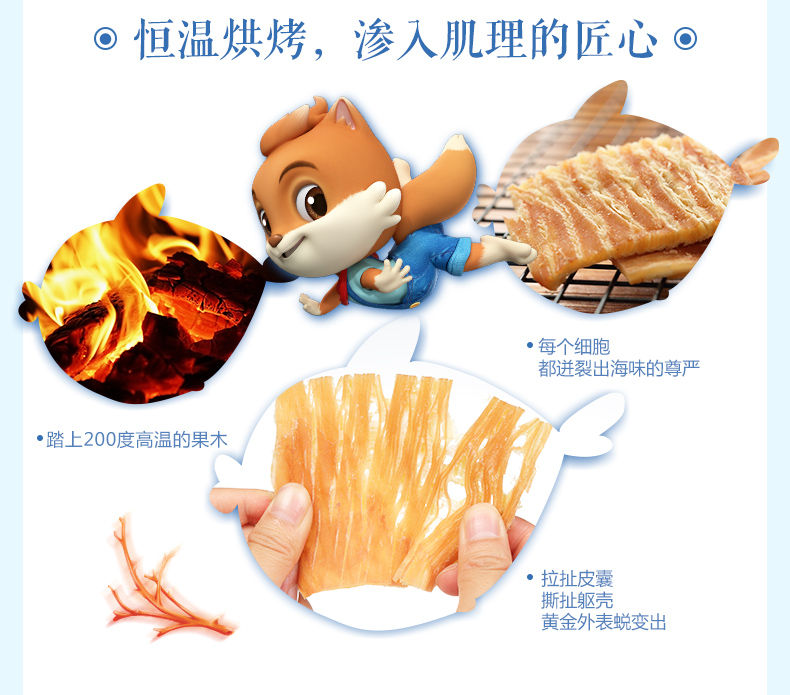 恒温烘烤，渗入肌理的匠心
每个细胞
都迸裂出海味的尊严
踏上200度高温的果木
拉扯皮囊
撕扯躯壳
黄金外表蜕变出